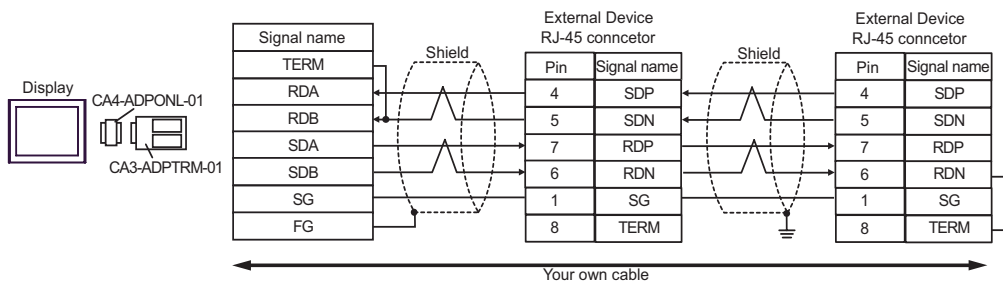 Display
CA4-ADPONL-01
CA3-ADPTRM-01
Signal name
TERM
RDA
RDB
SDA
SDB
SG
FG
Shield
External Device
RJ-45 conncetor
Pin Signal name
4 SDP
5 SDN
7 RDP
6 RDN
1 SG
8 TERM
Shield
External Device
RJ-45 conncetor
Pin Signal name
4 SDP
5 SDN
7 RDP
6 RDN
1 SG
8 TERM
Your own cable